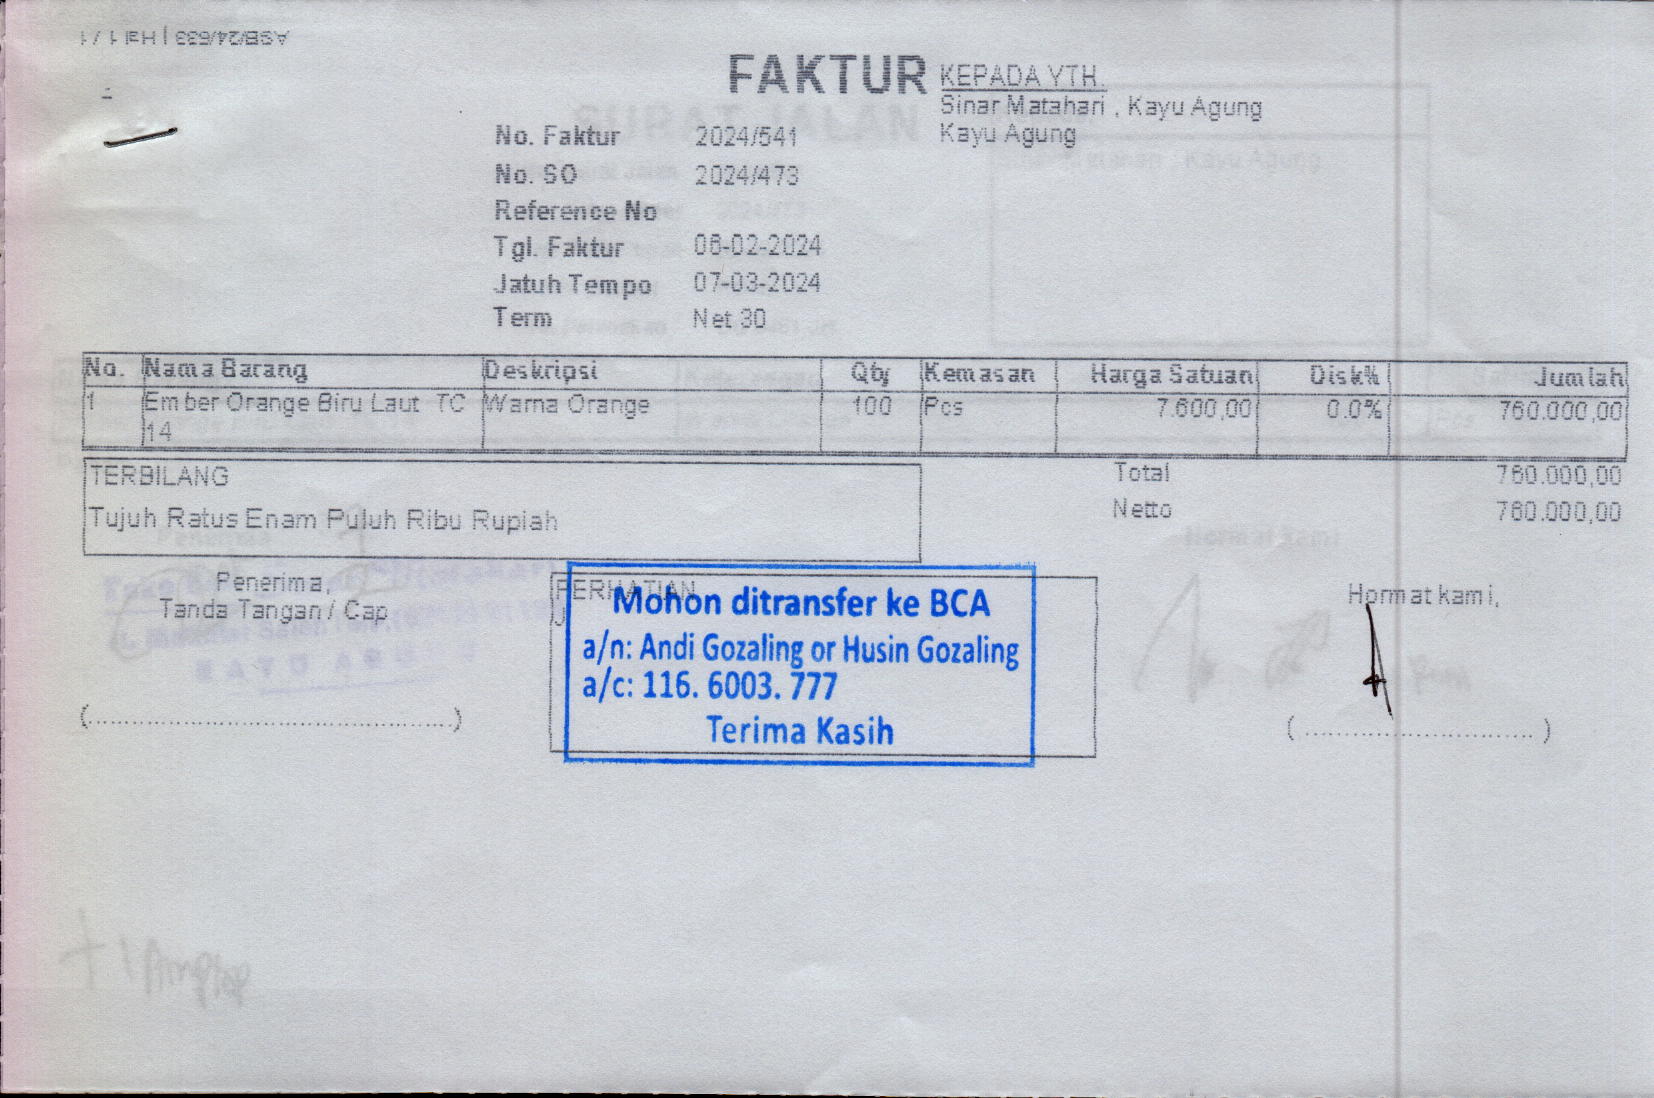 ASB/24/633 | Hal 1 / 1
FAKTUR
KEPADA YTH.
Sinar Matahari , Kayu Agung
Kayu Agung
No. Faktur 2024/541
No. SO 2024/473
Reference No
Tgl. Faktur 06-02-2024
Jatuh Tempo 07-03-2024
Term Net 30
No. Nama Barang Deskripsi Qty Kemasan Harga Satuan Disk% Jumlah
1 Ember Orange Biru Laut TC Warna Orange 100 Pcs 7.600,00 0.0% 760.000,00
14
TERBILANG
Tujuh Ratus Enam Puluh Ribu Rupiah
Total 760.000,00
Netto 760.000,00
Penerima,
Tanda Tangan / Cap
PERHATIAN
Mohon ditransfer ke BCA
a/n: Andi Gozaling or Husin Gozaling
a/c: 116. 6003. 777
Terima Kasih
Hormat kami,
(..............................................)
( ............................. )
+ 1 Amplop